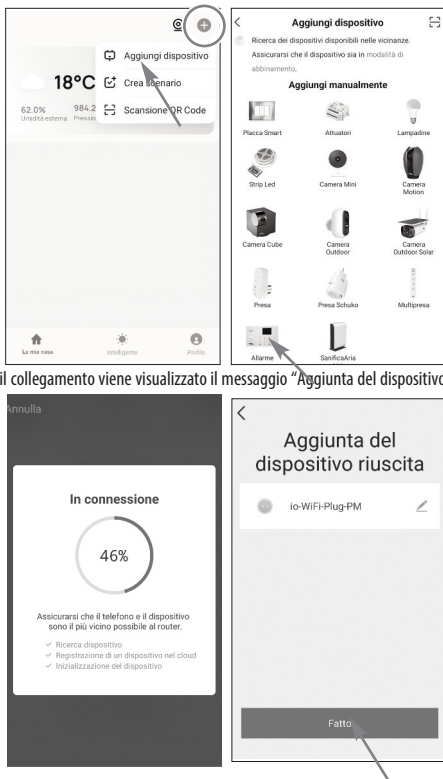 Aggiungi dispositivo
18°C
Crea scenario
62.0%
984.2
Scansione QR Code
Umidità esterna
La mia casa
Intelligente
Profilo
Aggiungi dispositivo
Ricerca dei dispositivi disponibili nelle vicinanze.
Assicurarsi che il dispositivo sia in modalità di
abbinamento.
Aggiungi manualmente
Placca Smart
Attuatori
Lampadine
Strip Led
Camera Mini
Camera
Motion
Camera Cube
Camera
Outdoor
Camera
Outdoor Solar
Presa
Presa Schuko
Multipresa
Allarme
SanificaAria
il collegamento viene visualizzato il messaggio “Aggiunta del dispositivo
Annulla
In connessione
46%
Assicurarsi che il telefono e il dispositivo
sono il più vicino possibile al router.
Ricerca dispositivo
Registrazione di un dispositivo nel cloud
Inizializzazione del dispositivo
Aggiunta del
dispositivo riuscita
io-WiFi-Plug-PM
Fatto